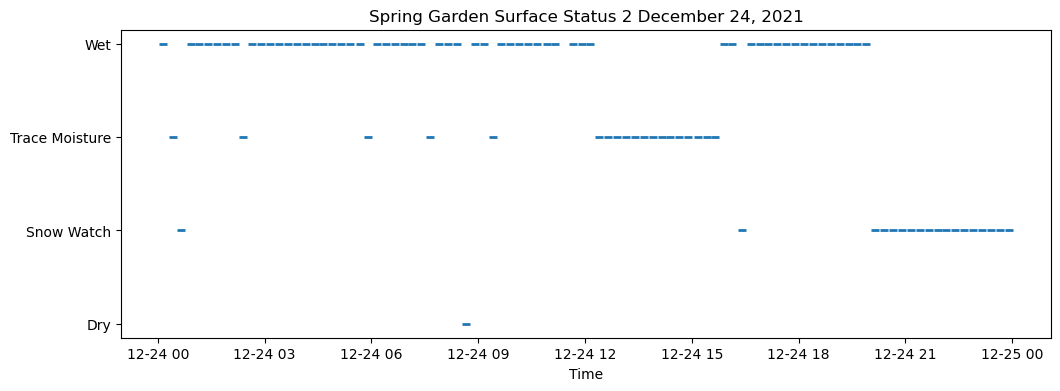 Spring Garden Surface Status 2 December 24, 2021
Wet
Trace Moisture
Snow Watch
Dry
12-24 00 12-24 03 12-24 06 12-24 09 12-24 12 12-24 15 12-24 18 12-24 21 12-25 00
Time